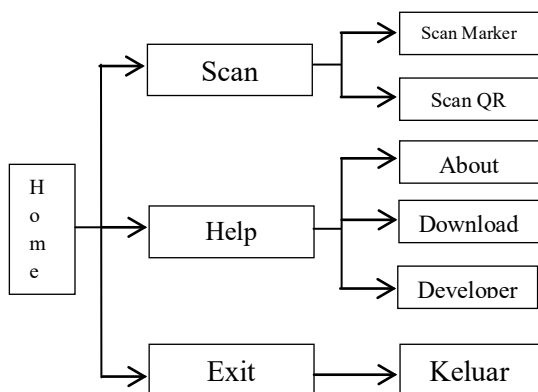 H
o
m
e
Scan
Scan Marker
Scan QR
Help
About
Download
Developer
Exit
Keluar